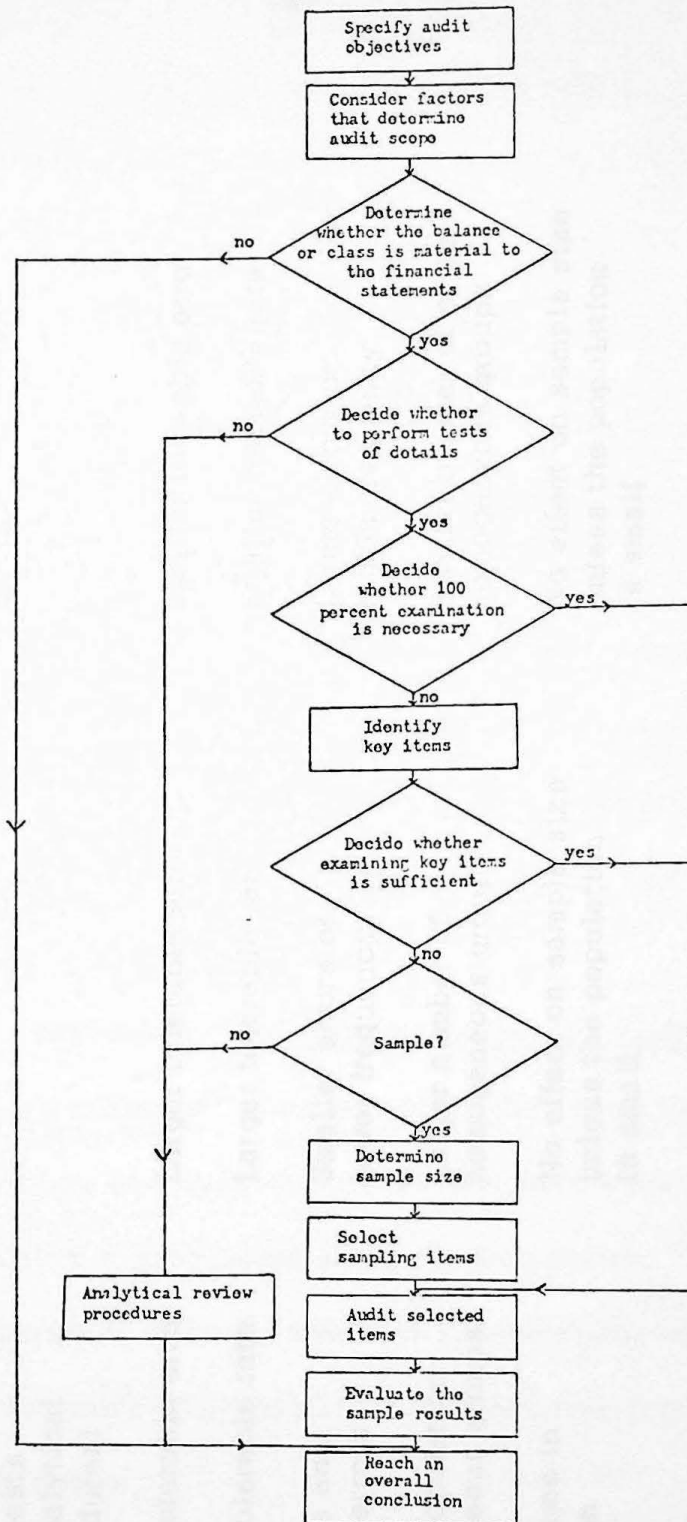 Specify audit
objectives
Consider factors
that determine
audit scope
Determine
whether the balance
or class is material to
the financial
statements
no
yes
Decide whether
to perform tests
of details
no
yes
Decide
whether 100
percent examination
is necessary
yes
no
Identify
key items
Decide whether
examining key items
is sufficient
yes
no
Sample?
no
yes
Determine
sample size
Select
sampling items
Analytical review
procedures
Audit selected
items
Evaluate the
sample results
Reach an
overall
conclusion